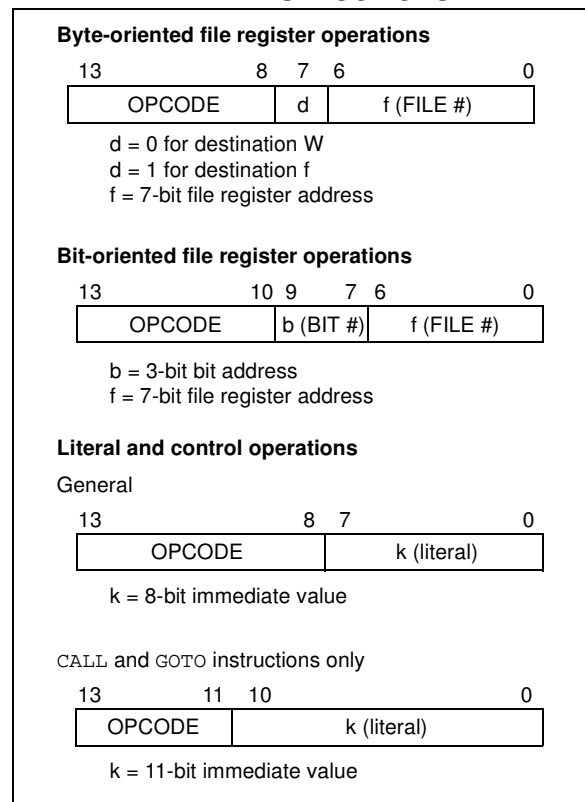 Byte-oriented file register operations
13 8 7 6 0
OPCODE d f (FILE #)
d = 0 for destination W
d = 1 for destination f
f = 7-bit file register address
Bit-oriented file register operations
13 10 9 7 6 0
OPCODE b (BIT #) f (FILE #)
b = 3-bit bit address
f = 7-bit file register address
Literal and control operations
General
13 8 7 0
OPCODE k (literal)
k = 8-bit immediate value
CALL and GOTO instructions only
13 11 10 0
OPCODE k (literal)
k = 11-bit immediate value